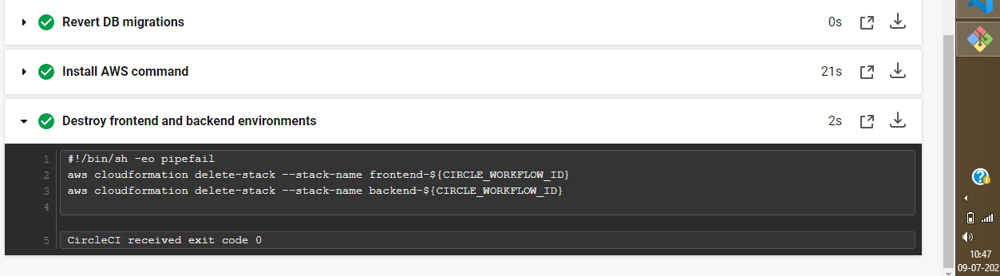 Revert DB migrations
0s
Install AWS command
21s
Destroy frontend and backend environments
2s
1 #!/bin/sh -eo pipefail
2 aws cloudformation delete-stack --stack-name frontend-${CIRCLE_WORKFLOW_ID}
3 aws cloudformation delete-stack --stack-name backend-${CIRCLE_WORKFLOW_ID}
4
5 CircleCI received exit code 0
10:47
09-07-202